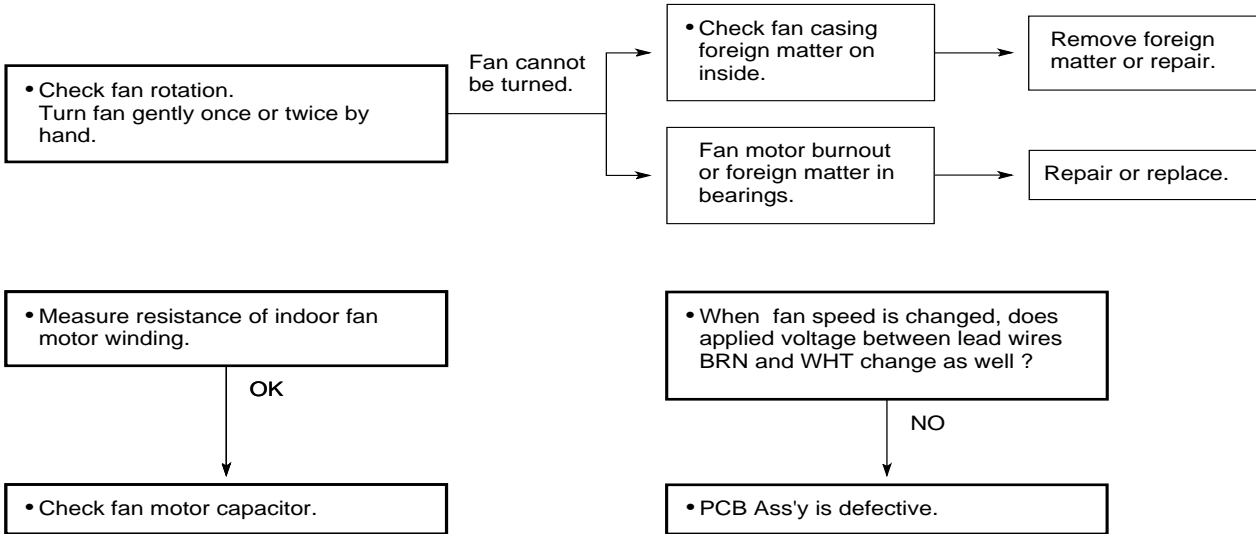 • Check fan rotation.
Turn fan gently once or twice by
hand.
Fan cannot
be turned.
• Check fan casing
foreign matter on
inside.
Remove foreign
matter or repair.
Fan motor burnout
or foreign matter in
bearings.
Repair or replace.
• Measure resistance of indoor fan
motor winding.
OK
• Check fan motor capacitor.
• When fan speed is changed, does
applied voltage between lead wires
BRN and WHT change as well ?
NO
• PCB Ass'y is defective.